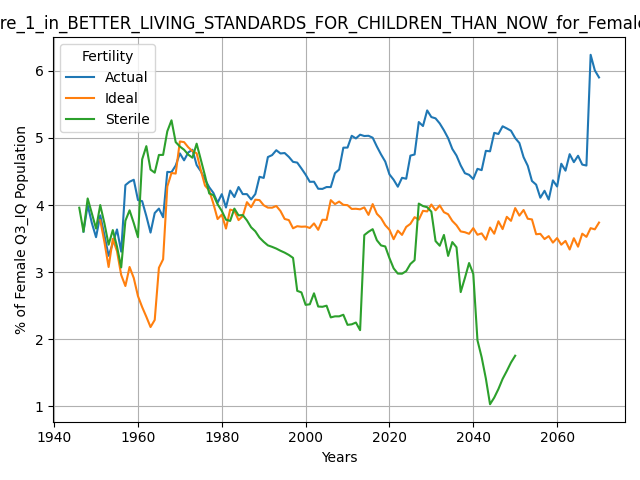 re_1_in_BETTER_LIVING_STANDARDS_FOR_CHILDREN_THAN_NOW_for_Female
Fertility
Actual
Ideal
Sterile
% of Female Q3_IQ Population
6
5
4
3
2
1
1940 1960 1980 2000 2020 2040 2060
Years